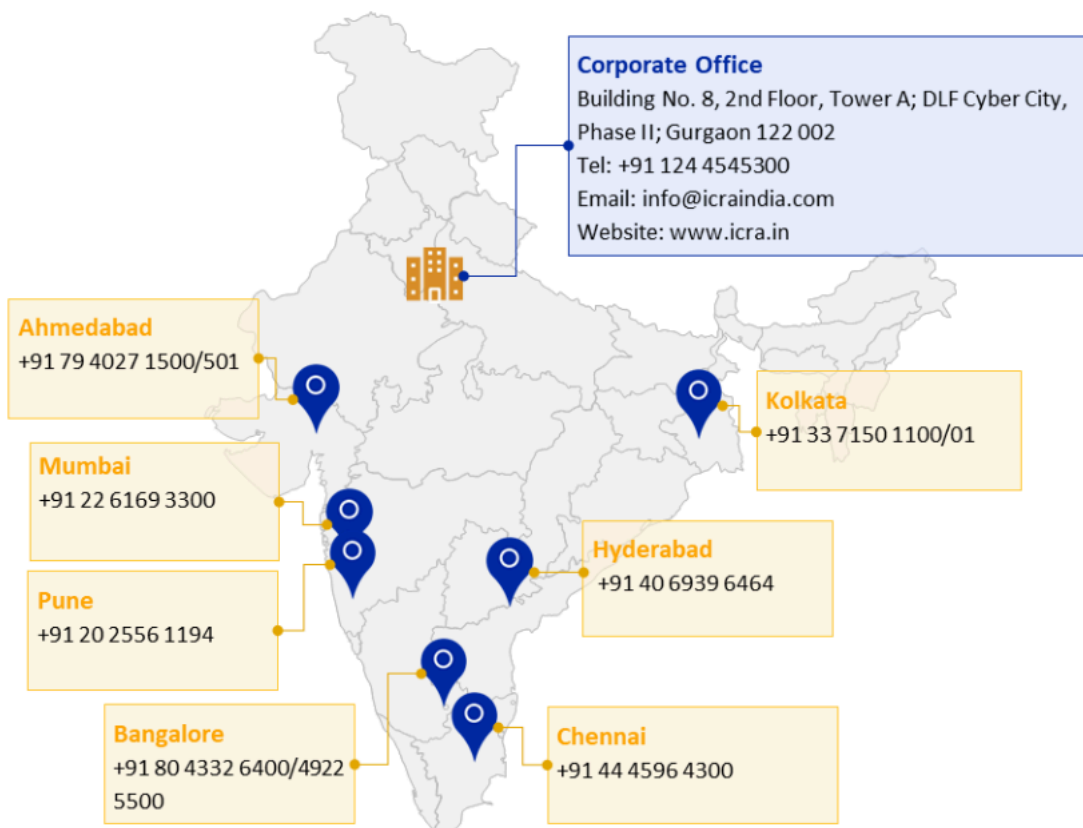 Corporate Office
Building No. 8, 2nd Floor, Tower A; DLF Cyber City,
Phase II; Gurgaon 122 002
Tel: +91 124 4545300
Email: info@icraindia.com
Website: www.icra.in
Ahmedabad
+91 79 4027 1500/501
Kolkata
+91 33 7150 1100/01
Mumbai
+91 22 6169 3300
Hyderabad
+91 40 6939 6464
Pune
+91 20 2556 1194
Bangalore
+91 80 4332 6400/4922
5500
Chennai
+91 44 4596 4300